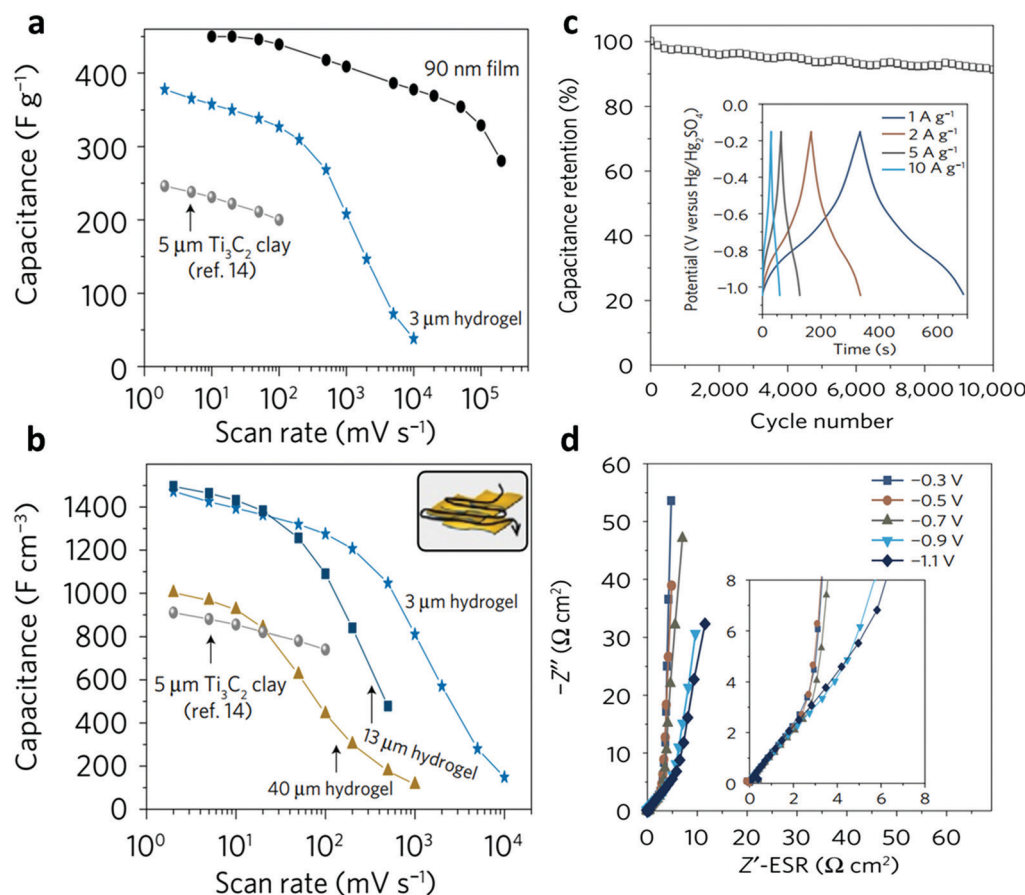 a
Capacitance (F g⁻¹)
400
300
200
100
0
90 nm film
5 μm Ti₃C₂ clay
(ref. 14)
3 μm hydrogel
10⁰ 10¹ 10² 10³ 10⁴ 10⁵
Scan rate (mV s⁻¹)
b
Capacitance (F cm⁻³)
1400
1200
1000
800
600
400
200
0
3 μm hydrogel
5 μm Ti₃C₂ clay
(ref. 14)
13 μm hydrogel
40 μm hydrogel
10⁰ 10¹ 10² 10³ 10⁴
Scan rate (mV s⁻¹)
c
Capacitance retention (%)
100
80
60
40
20
0
Potential (V versus Hg/Hg₂SO₄)
0.0
−0.2
−0.4
−0.6
−0.8
−1.0
1 A g⁻¹
2 A g⁻¹
5 A g⁻¹
10 A g⁻¹
0 200 400 600
Time (s)
0 2,000 4,000 6,000 8,000 10,000
Cycle number
d
−Z″ (Ω cm²)
60
50
40
30
20
10
0
−0.3 V
−0.5 V
−0.7 V
−0.9 V
−1.1 V
8
6
4
2
0
0 2 4 6 8
0 10 20 30 40 50 60
Z′-ESR (Ω cm²)